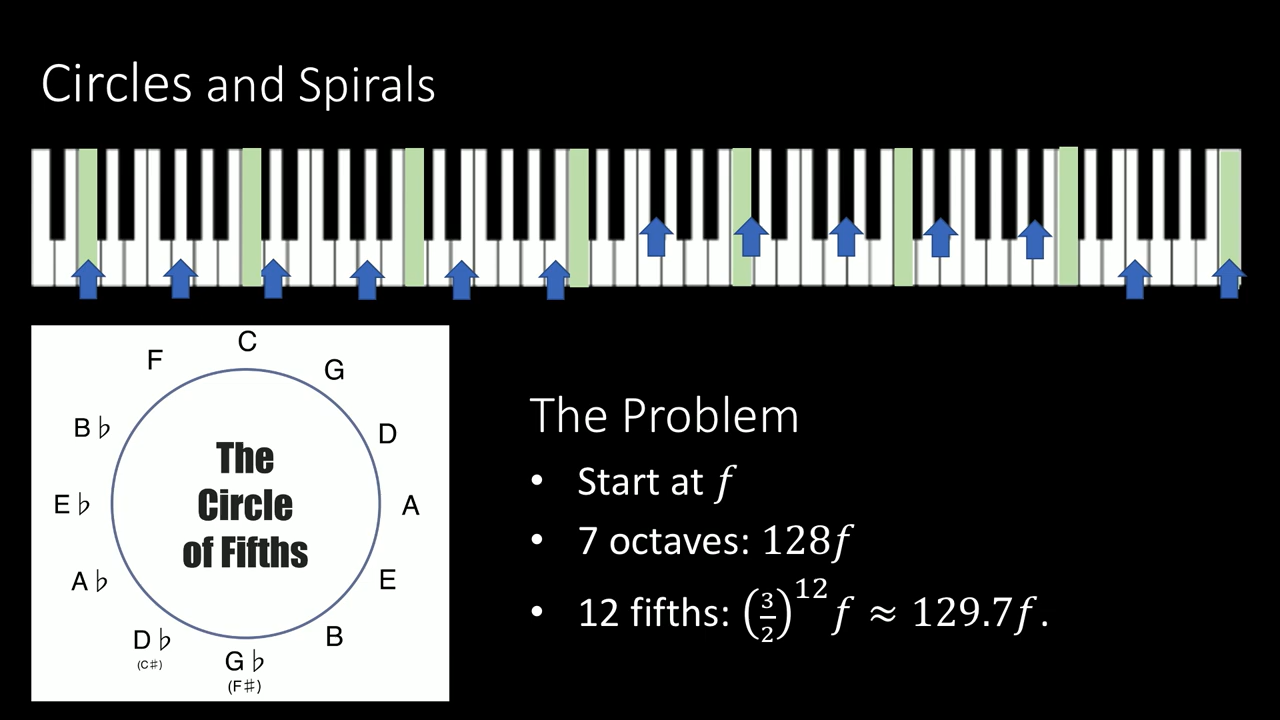 Circles and Spirals
C
F
G
B♭
D
The
Circle
of Fifths
E♭
A
A♭
E
D♭
(C♯)
B
G♭
(F♯)
The Problem
• Start at f
• 7 octaves: 128f
• 12 fifths: (3/2)^12 f ≈ 129.7f.